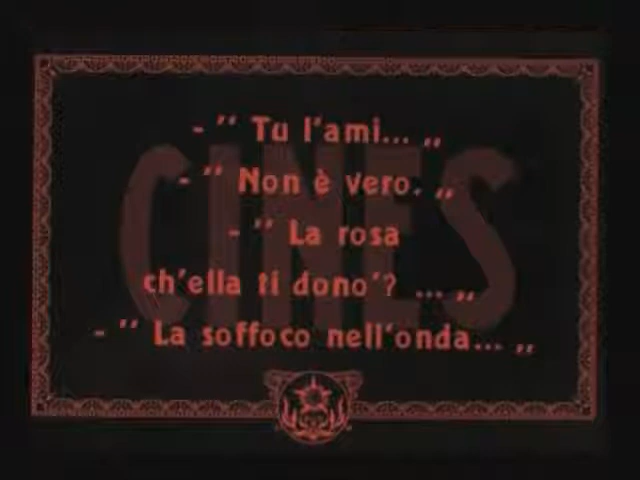 CINES
- " Tu l'ami... „
- " Non è vero. „
- " La rosa
ch'ella ti dono'? ... „
- " La soffoco nell'onda... „